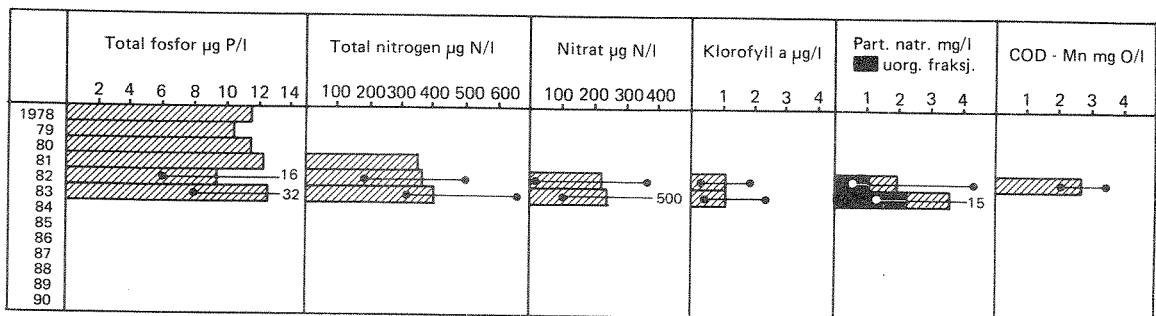 Total fosfor µg P/l
2 4 6 8 10 12 14
Total nitrogen µg N/l
100 200 300 400 500 600
Nitrat µg N/l
100 200 300 400
Klorofyll a µg/l
1 2 3 4
Part. natr. mg/l
uorg. fraksj.
1 2 3 4
COD - Mn mg O/l
1 2 3 4
1978
79
80
81
82
16
83
32
500
15
84
85
86
87
88
89
90